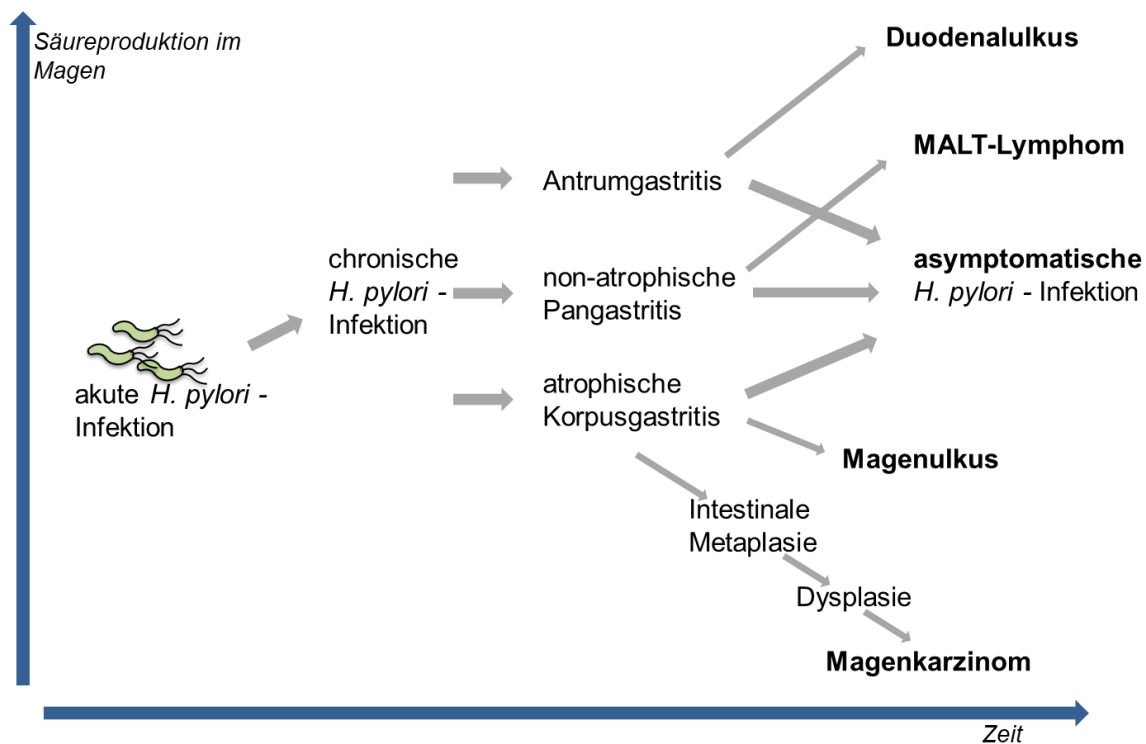 Säureproduktion im
Magen
Duodenalulkus
MALT-Lymphom
Antrumgastritis
chronische
H. pylori -
Infektion
non-atrophische
Pangastritis
asymptomatische
H. pylori - Infektion
akute H. pylori -
Infektion
atrophische
Korpusgastritis
Magenulkus
Intestinale
Metaplasie
Dysplasie
Magenkarzinom
Zeit